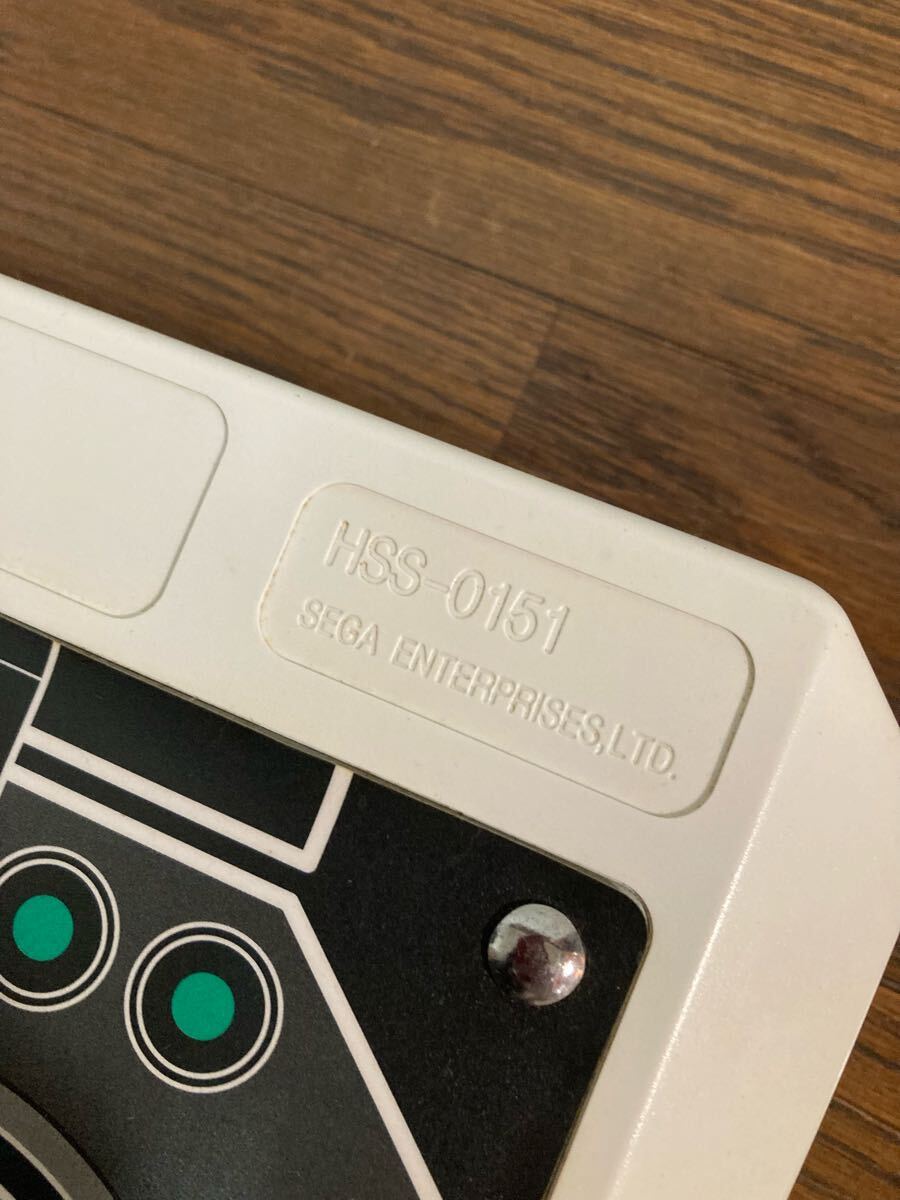 HSS-0151
SEGA ENTERPRISES,LTD.